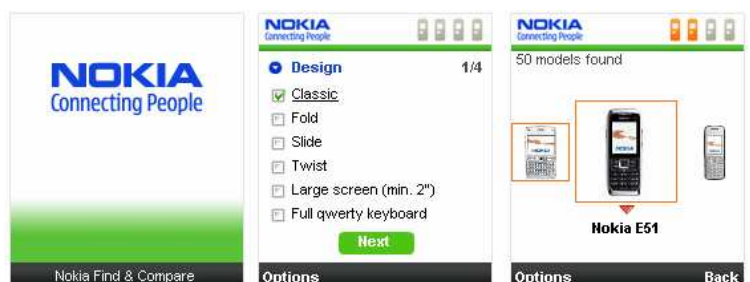 NOKIA
Connecting People
Nokia Find & Compare
NOKIA
Connecting People
Design 1/4
Classic
Fold
Slide
Twist
Large screen (min. 2")
Full qwerty keyboard
Next
Options
NOKIA
Connecting People
50 models found
NOKIA
Nokia E51
Options Back